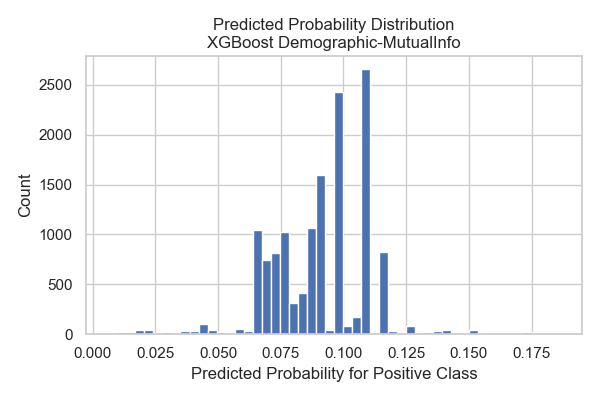 Predicted Probability Distribution
XGBoost Demographic-MutualInfo
Count
2500
2000
1500
1000
500
0
0.000 0.025 0.050 0.075 0.100 0.125 0.150 0.175
Predicted Probability for Positive Class